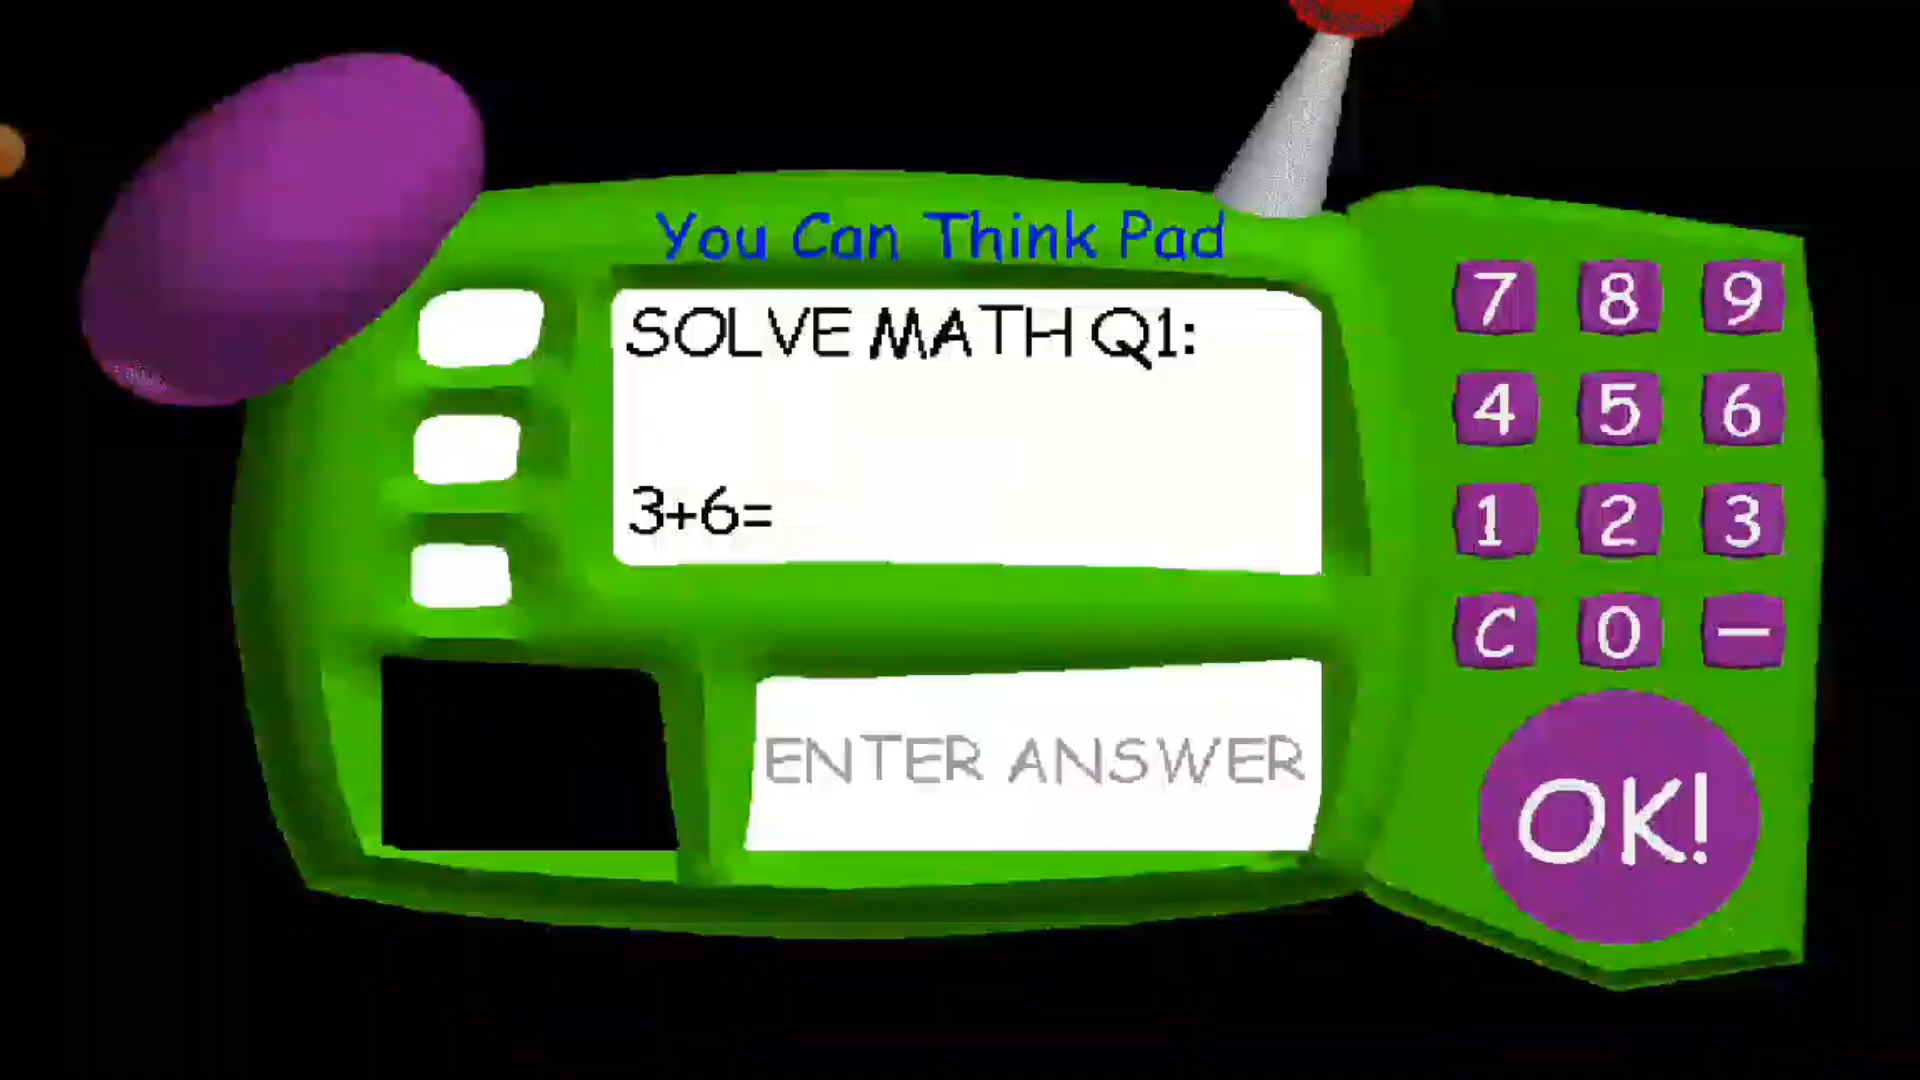 You Can Think Pad
SOLVE MATH Q1:
3+6=
ENTER ANSWER
7 8 9
4 5 6
1 2 3
C 0 –
OK!